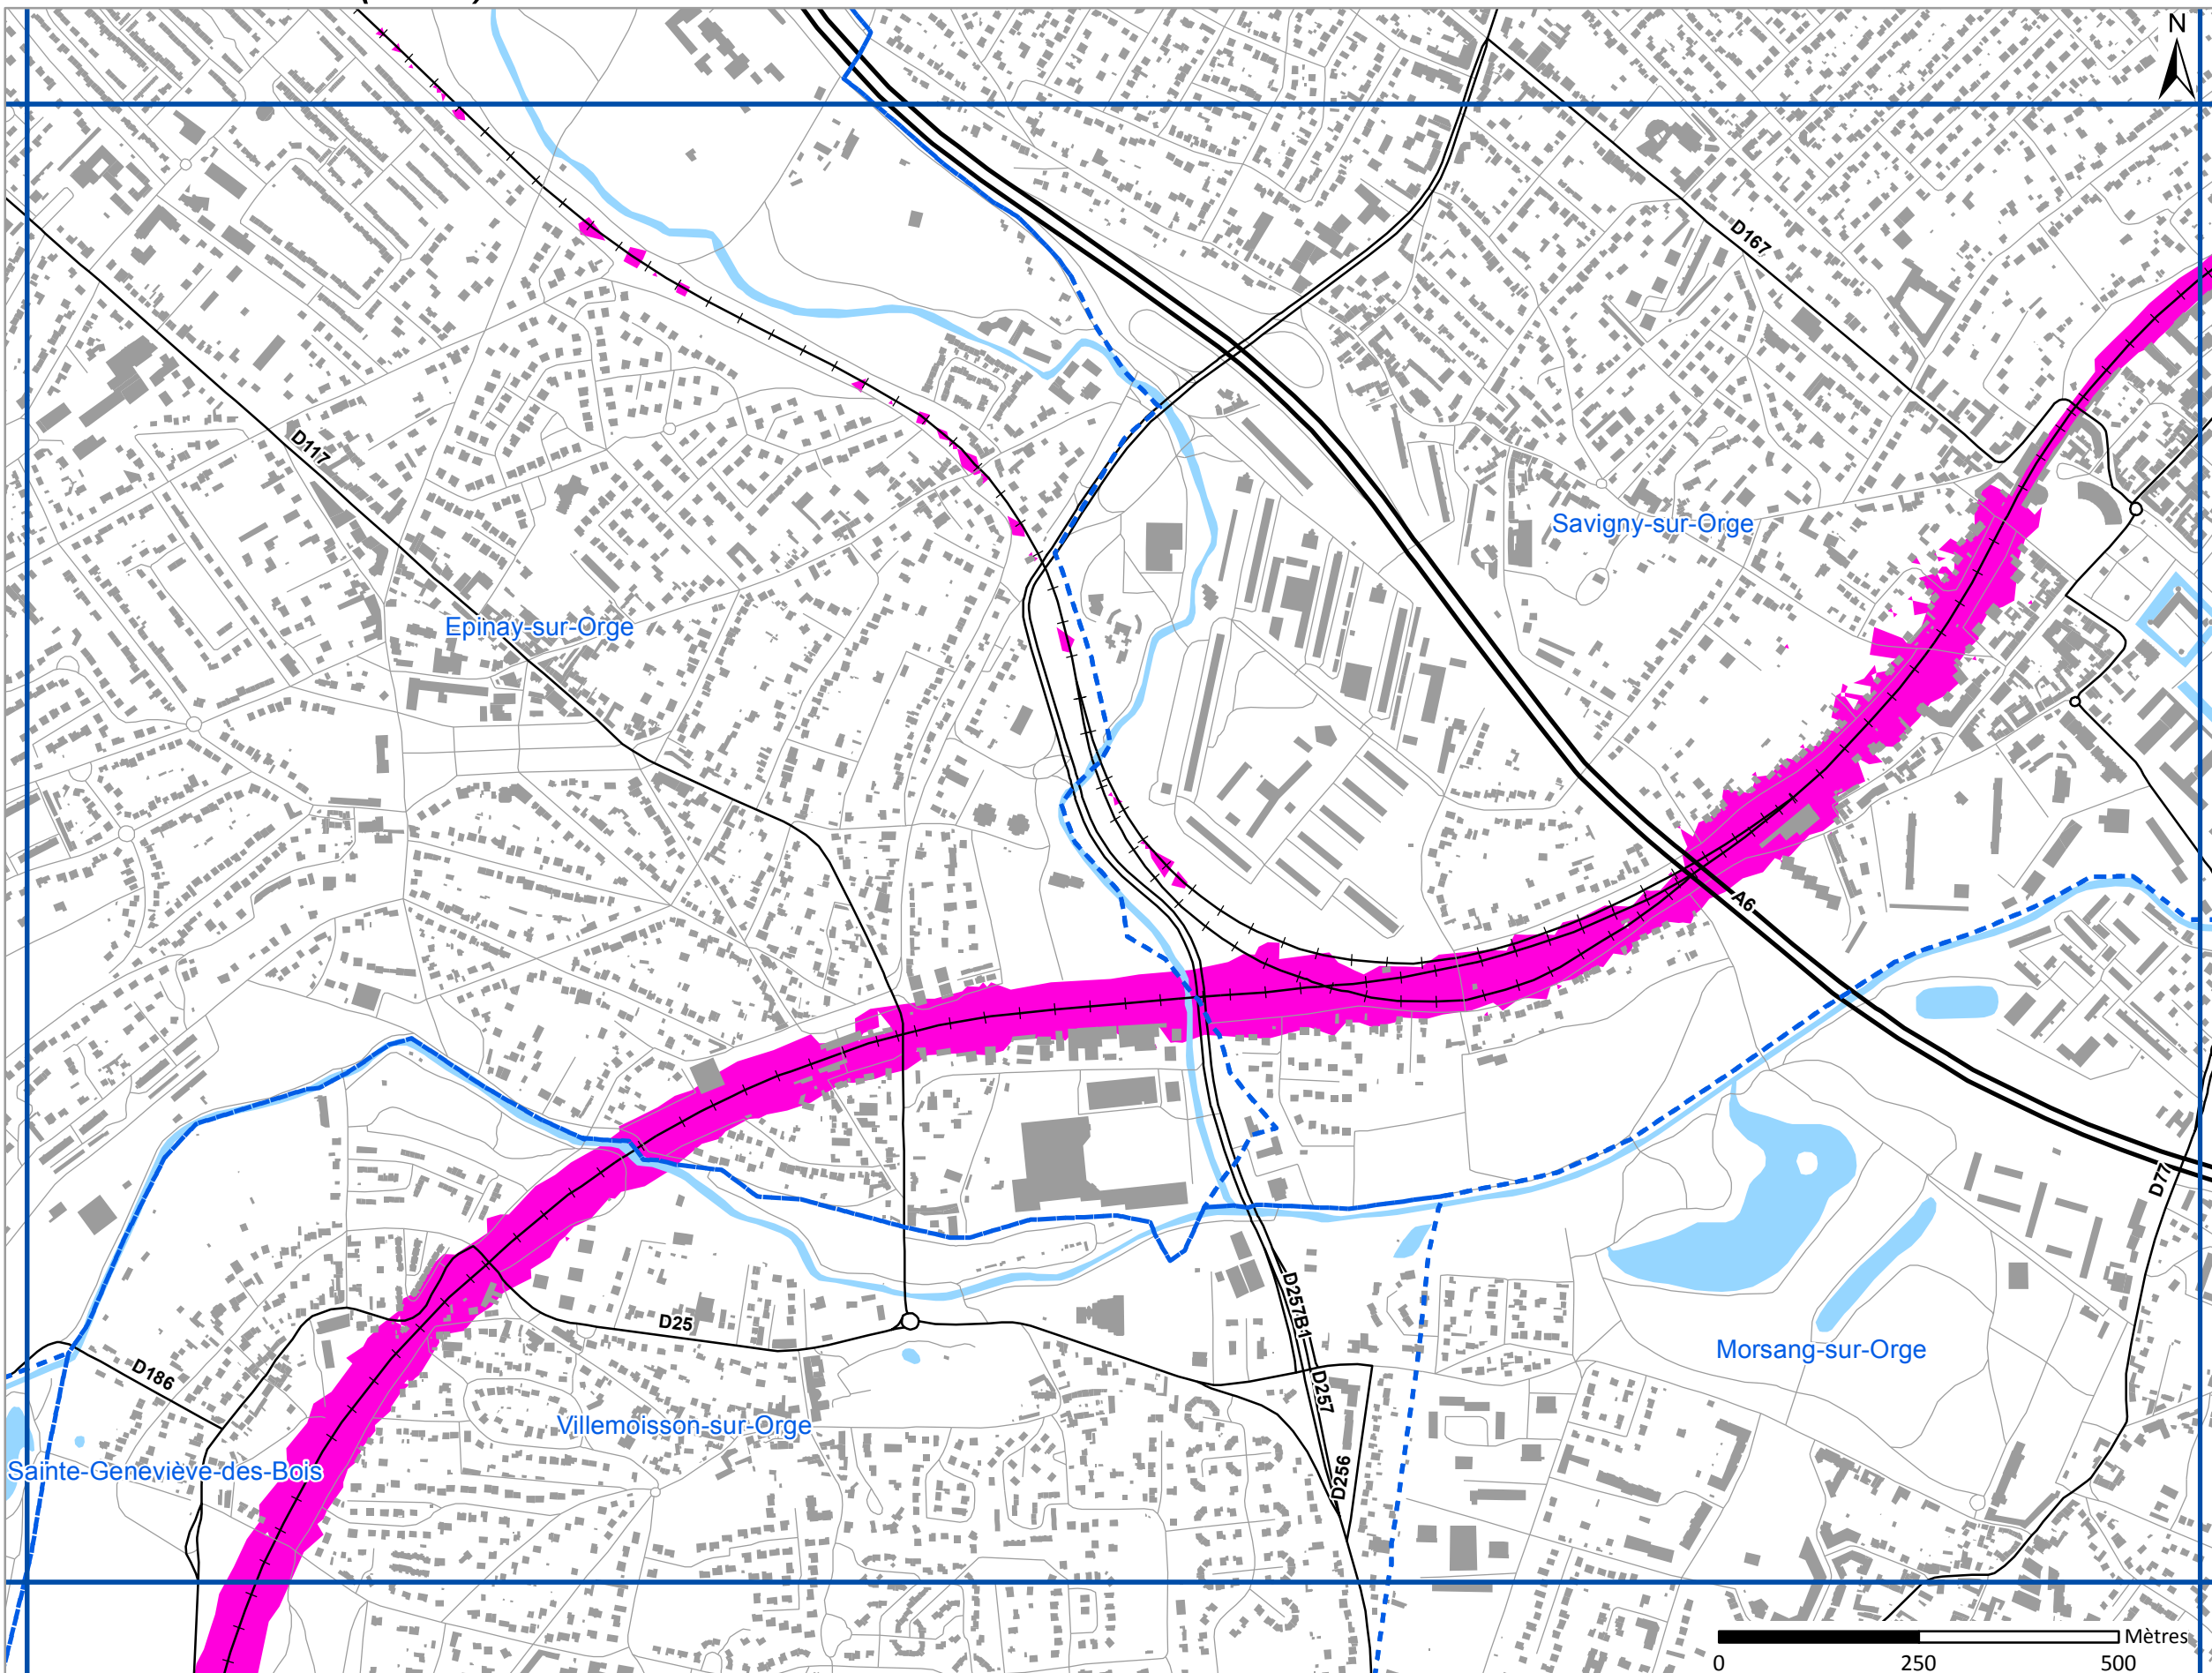 N
D167
D117
Savigny-sur-Orge
Epinay-sur-Orge
A6
D77
D257B1
D25
Morsang-sur-Orge
D186
D257
Villemoisson-sur-Orge
Sainte-Geneviève-des-Bois
D256
Mètres
0 250 500